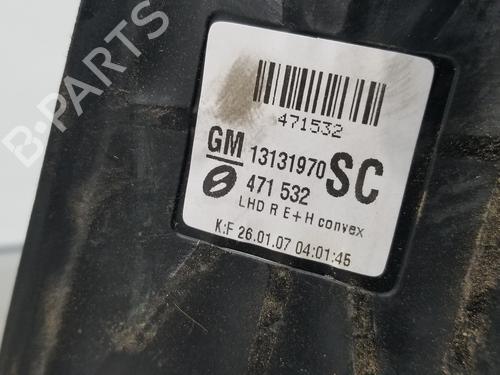 B-PARTS
471532
GM 13131970 SC
471 532
LHD R E+H convex
K:F 26.01.07 04:01:45